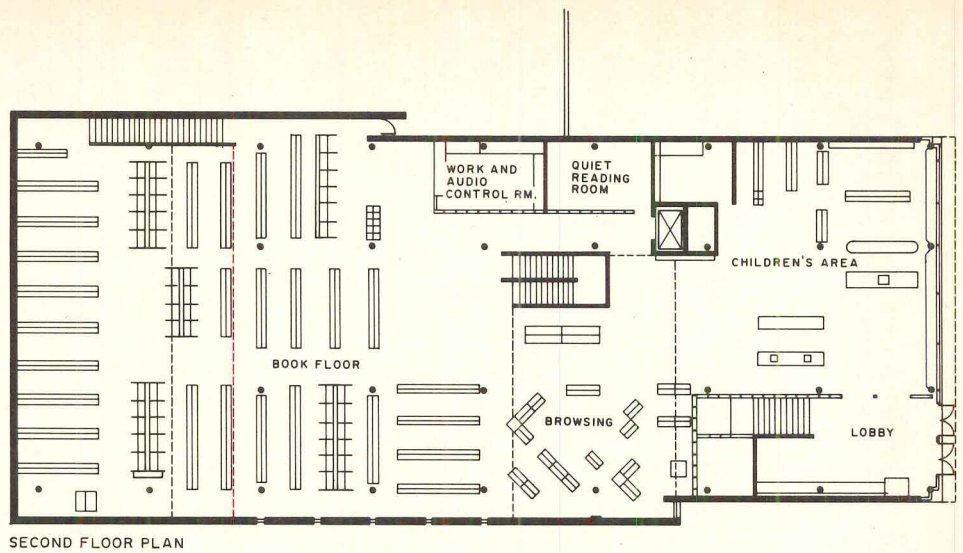 WORK AND
AUDIO
CONTROL RM.
QUIET
READING
ROOM
CHILDREN'S AREA
BOOK FLOOR
BROWSING
LOBBY
SECOND FLOOR PLAN